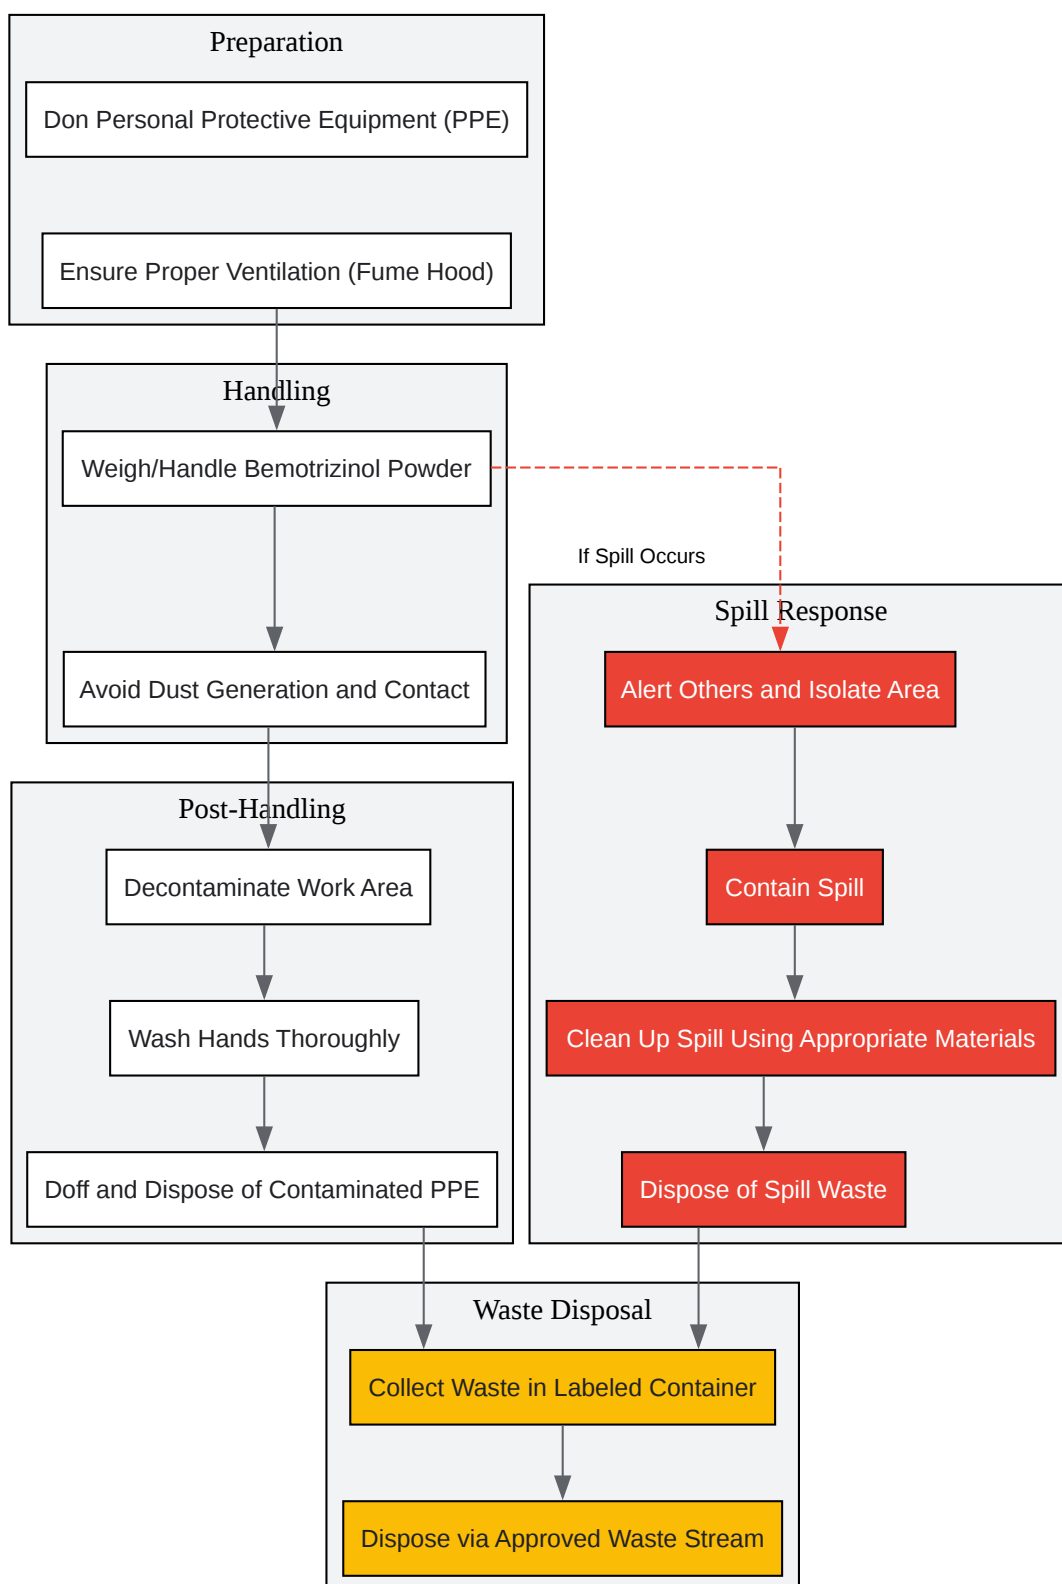 Preparation
Don Personal Protective Equipment (PPE)
Ensure Proper Ventilation (Fume Hood)
Handling
Weigh/Handle Bemotrizinol Powder
If Spill Occurs
Avoid Dust Generation and Contact
Spill Response
Alert Others and Isolate Area
Post-Handling
Decontaminate Work Area
Wash Hands Thoroughly
Doff and Dispose of Contaminated PPE
Contain Spill
Clean Up Spill Using Appropriate Materials
Dispose of Spill Waste
Waste Disposal
Collect Waste in Labeled Container
Dispose via Approved Waste Stream